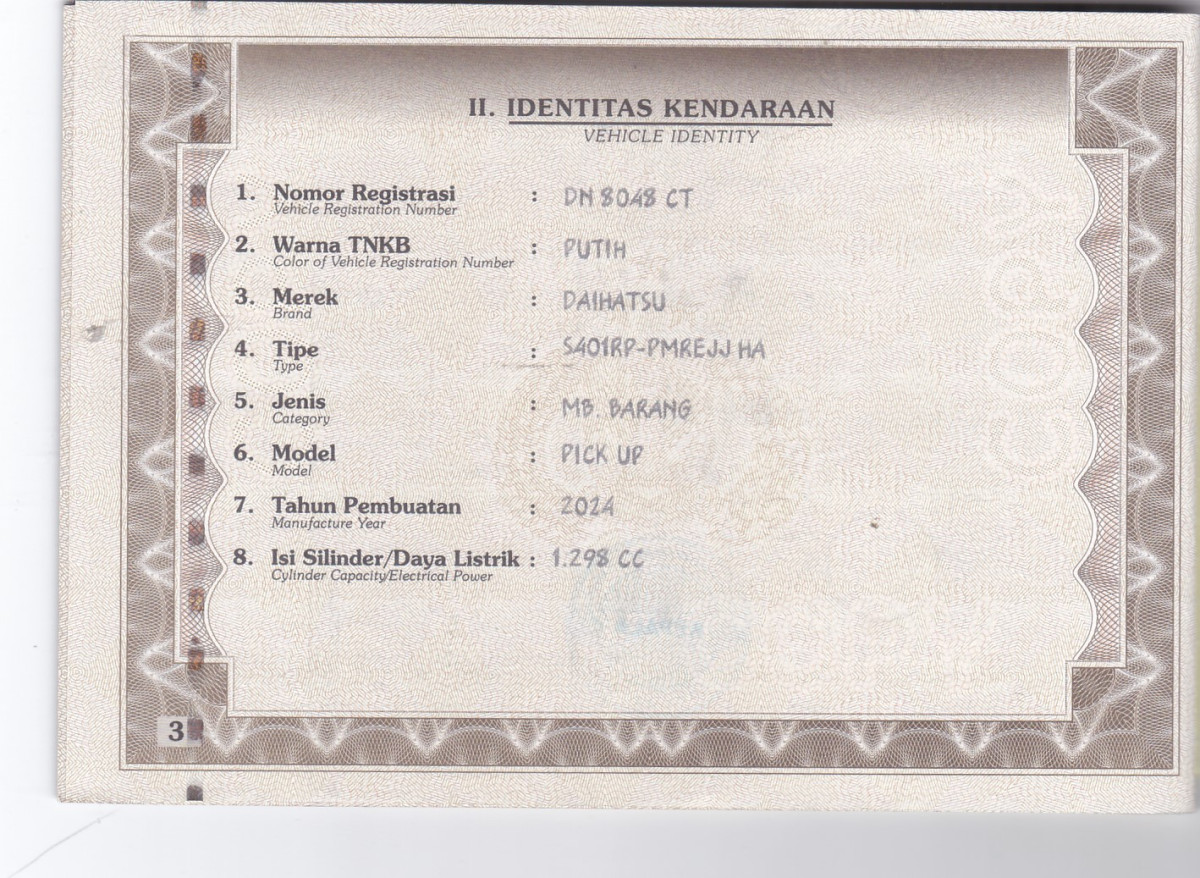 II. IDENTITAS KENDARAAN
VEHICLE IDENTITY
1. Nomor Registrasi : DN 8048 CT
Vehicle Registration Number
2. Warna TNKB : PUTIH
Color of Vehicle Registration Number
3. Merek : DAIHATSU
Brand
4. Tipe : S401RP-PMREJJ HA
Type
5. Jenis : MB. BARANG
Category
6. Model : PICK UP
Model
7. Tahun Pembuatan : 2024
Manufacture Year
8. Isi Silinder/Daya Listrik : 1.298 CC
Cylinder Capacity/Electrical Power
3